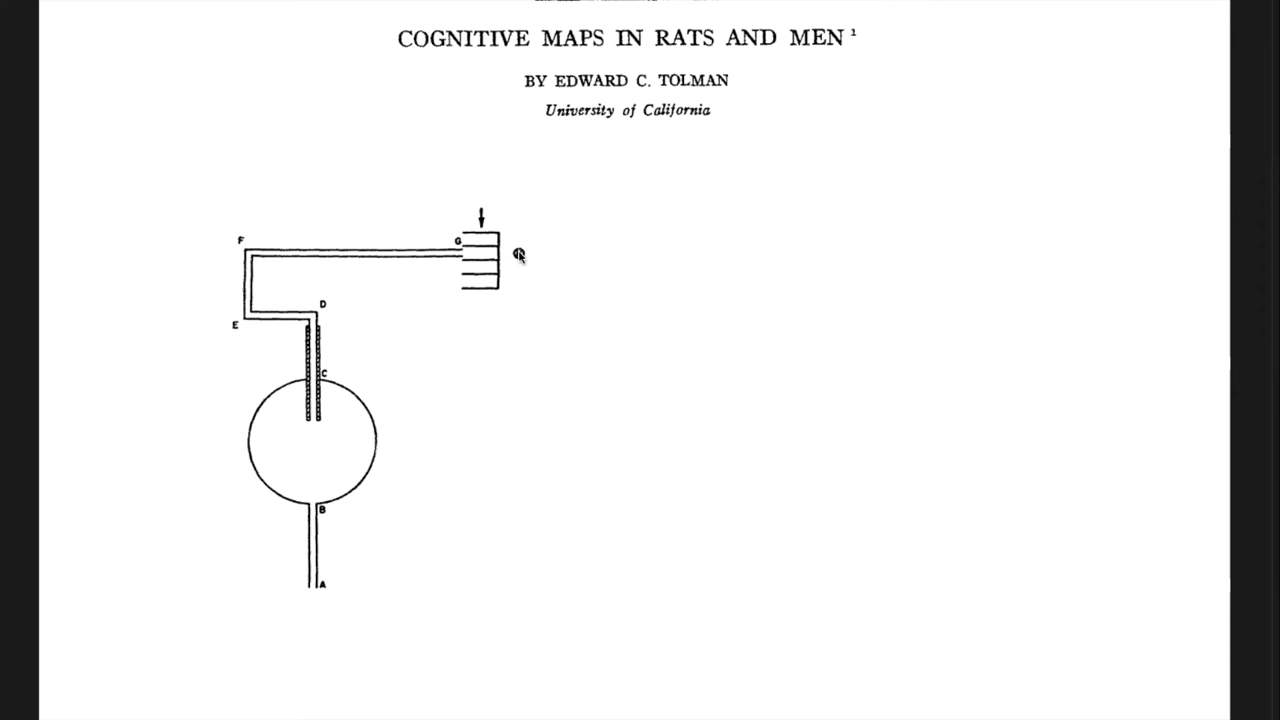 COGNITIVE MAPS IN RATS AND MEN ¹
BY EDWARD C. TOLMAN
University of California
F
G
D
E
C
B
A